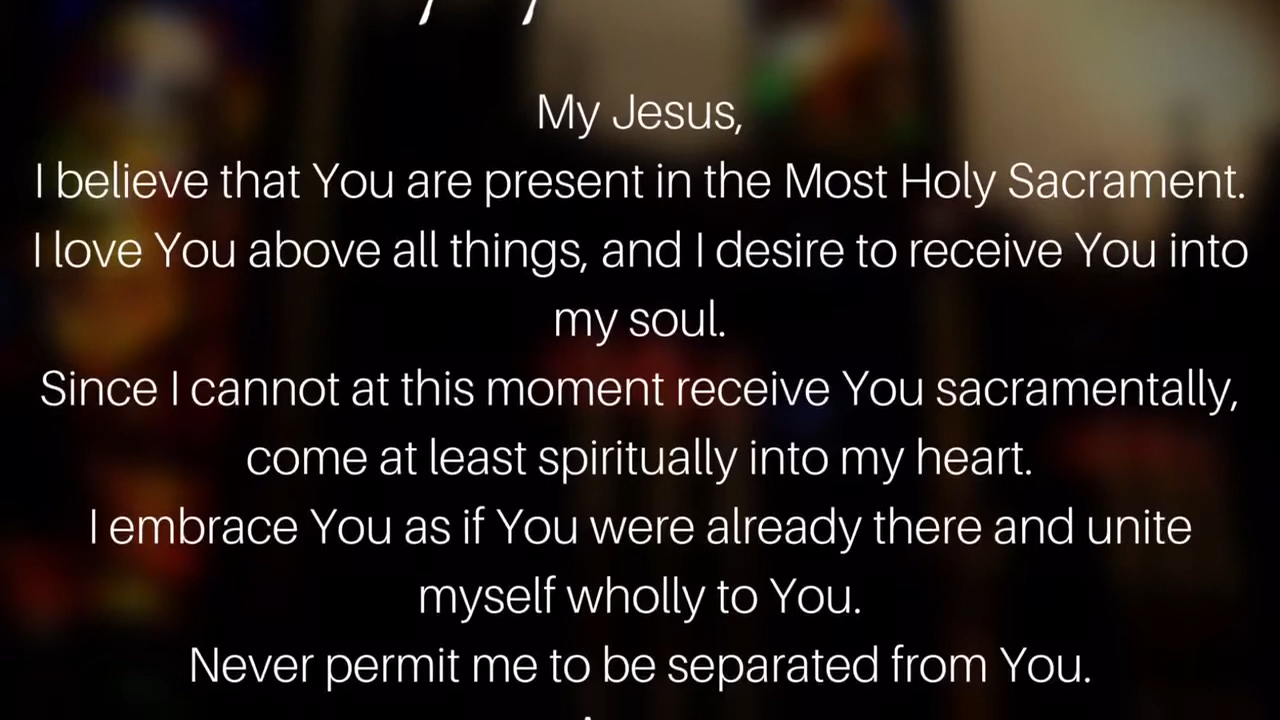 My Jesus,
I believe that You are present in the Most Holy Sacrament.
I love You above all things, and I desire to receive You into
my soul.
Since I cannot at this moment receive You sacramentally,
come at least spiritually into my heart.
I embrace You as if You were already there and unite
myself wholly to You.
Never permit me to be separated from You.